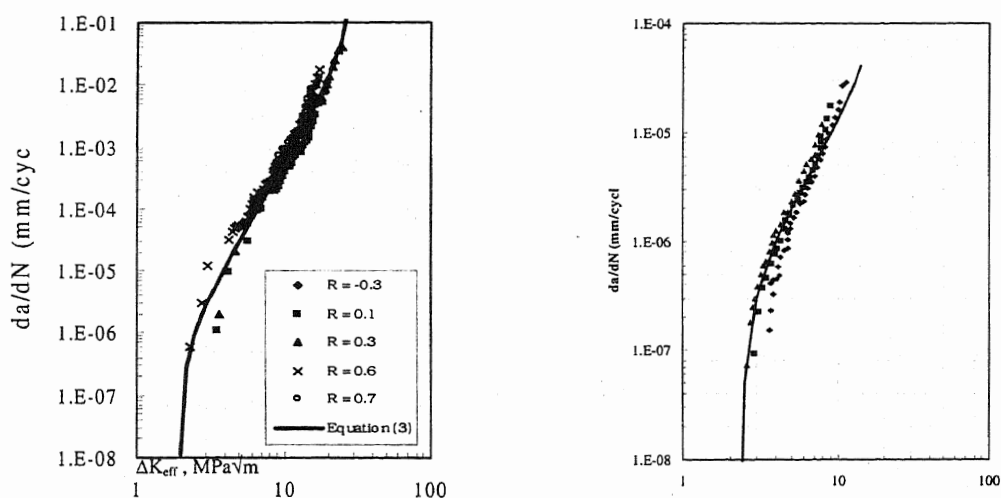 da/dN (mm/cyc
1.E-01
1.E-02
1.E-03
1.E-04
1.E-05
1.E-06
1.E-07
1.E-08
R = -0.3
R = 0.1
R = 0.3
R = 0.6
R = 0.7
Equation (3)
ΔKeff , MPa√m
1 10 100
da/dN (mm/cycl
1.E-04
1.E-05
1.E-06
1.E-07
1.E-08
1 10 100